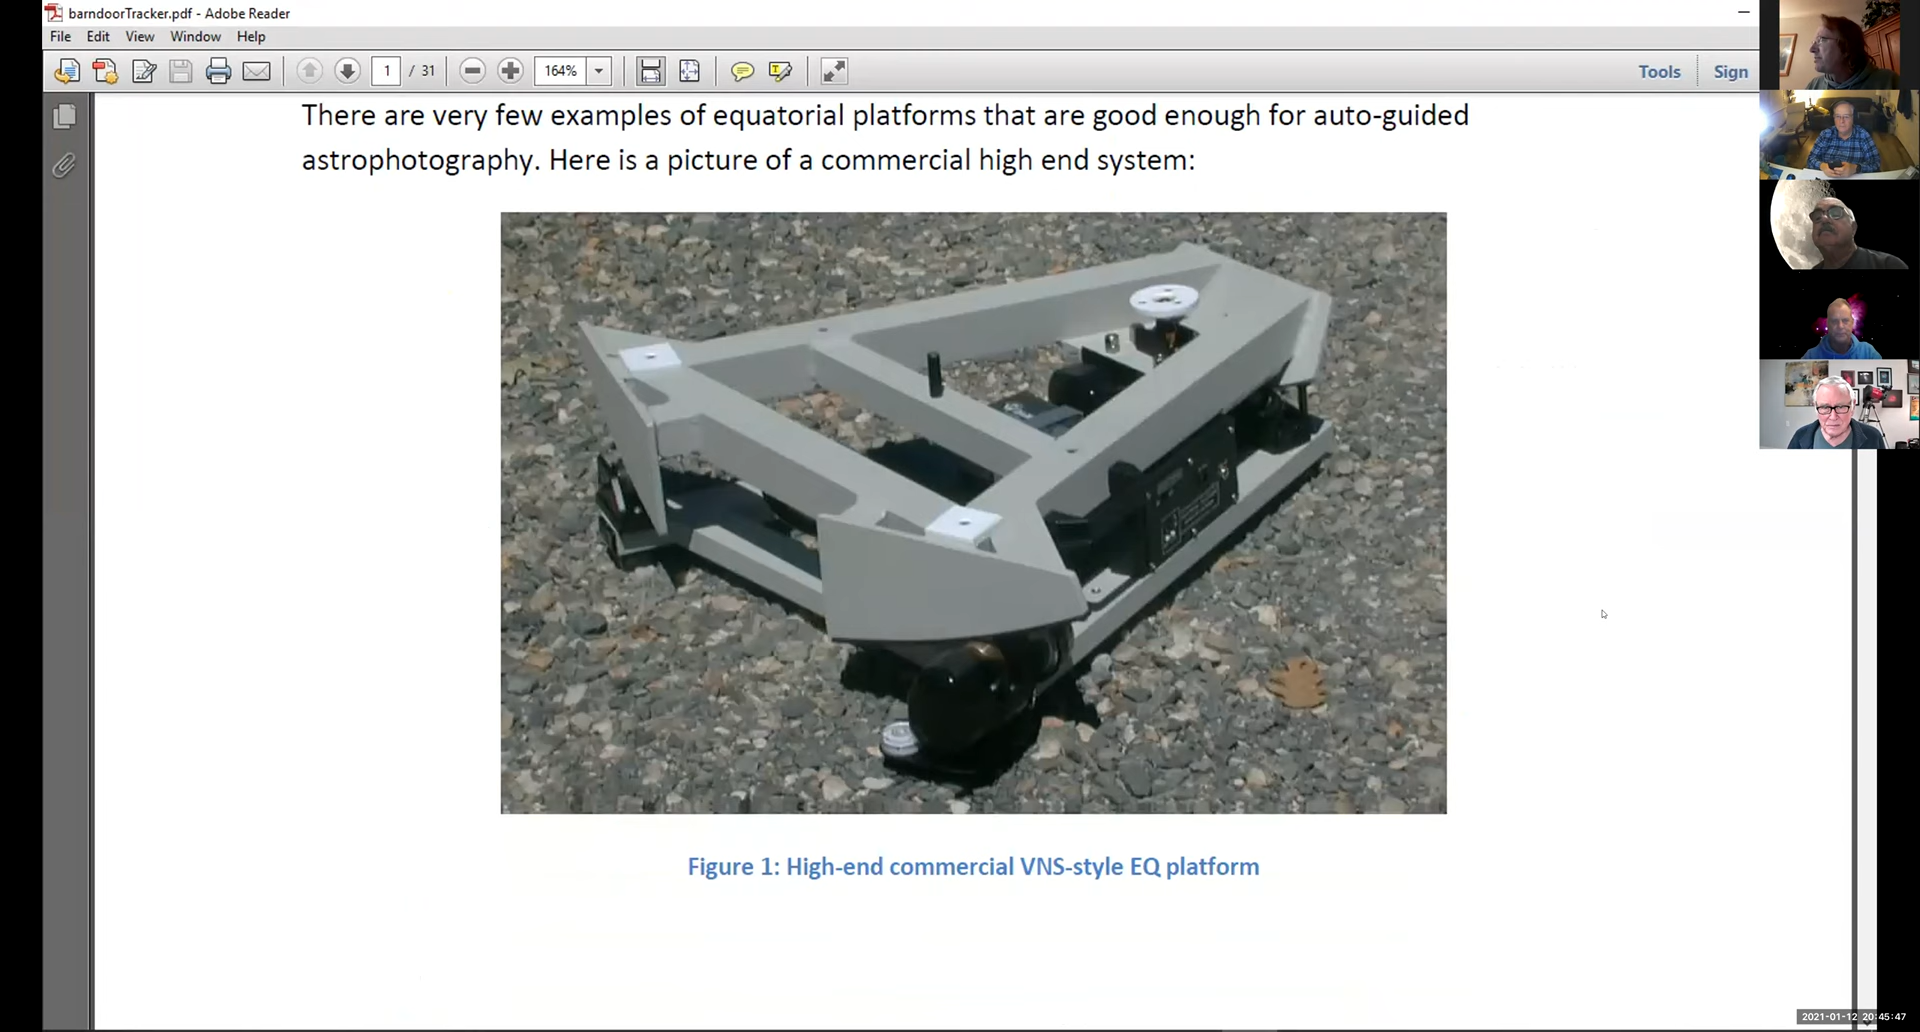 barndoorTracker.pdf - Adobe Reader
File Edit View Window Help
1 / 31 164% Tools Sign
There are very few examples of equatorial platforms that are good enough for auto-guided
astrophotography. Here is a picture of a commercial high end system:
Figure 1: High-end commercial VNS-style EQ platform
2021-01-12 20:45:47